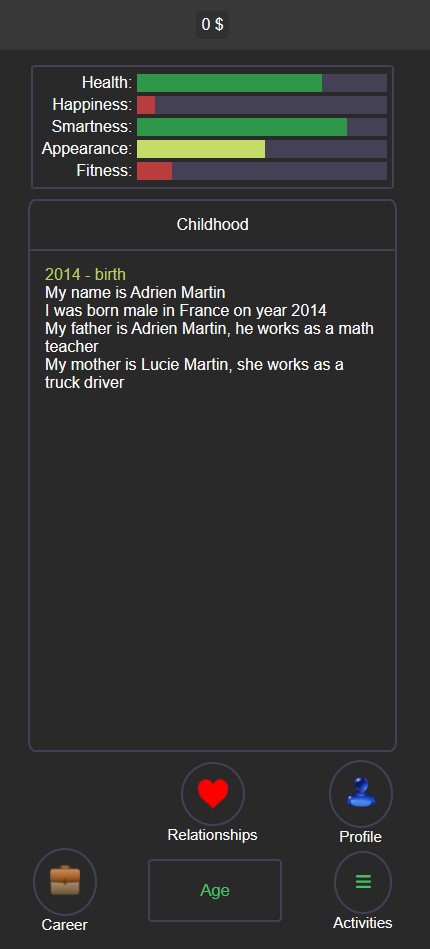 0 $
Health:
Happiness:
Smartness:
Appearance:
Fitness:
Childhood
2014 - birth
My name is Adrien Martin
I was born male in France on year 2014
My father is Adrien Martin, he works as a math
teacher
My mother is Lucie Martin, she works as a
truck driver
Relationships
Profile
Career
Age
Activities